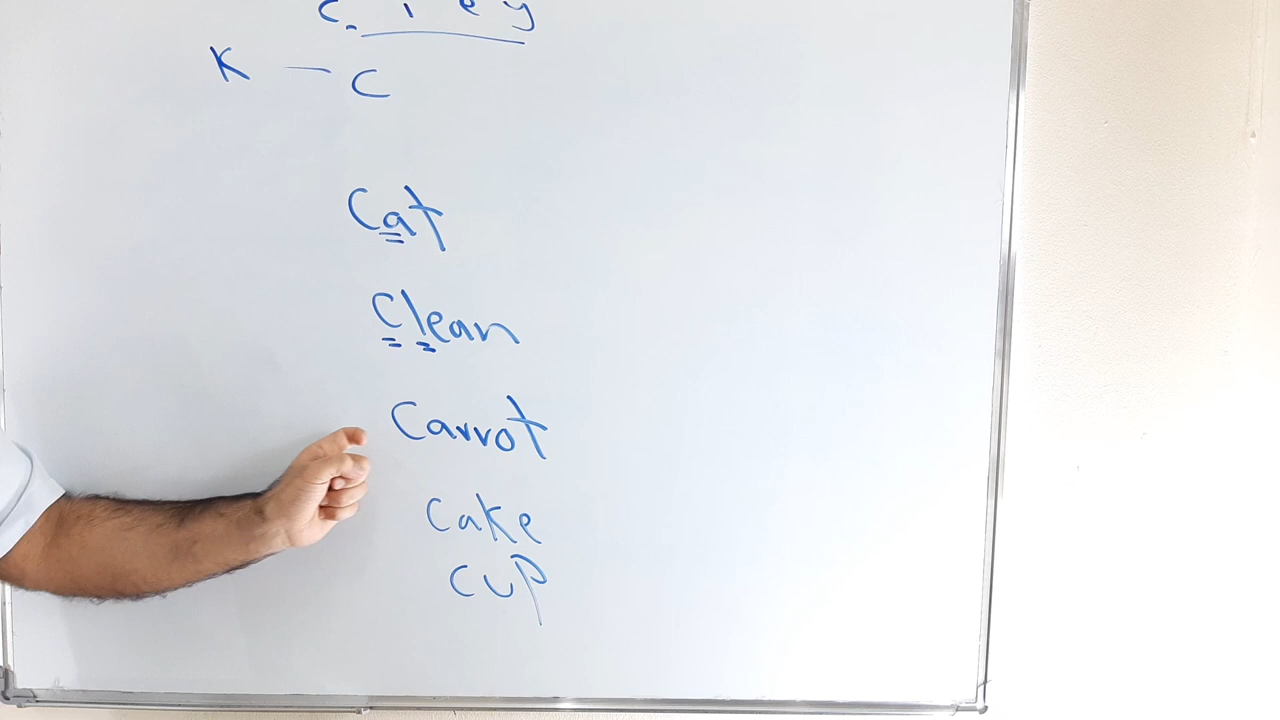 c. i e y
K — C
Cat
Clean
Carrot
Cake
Cup